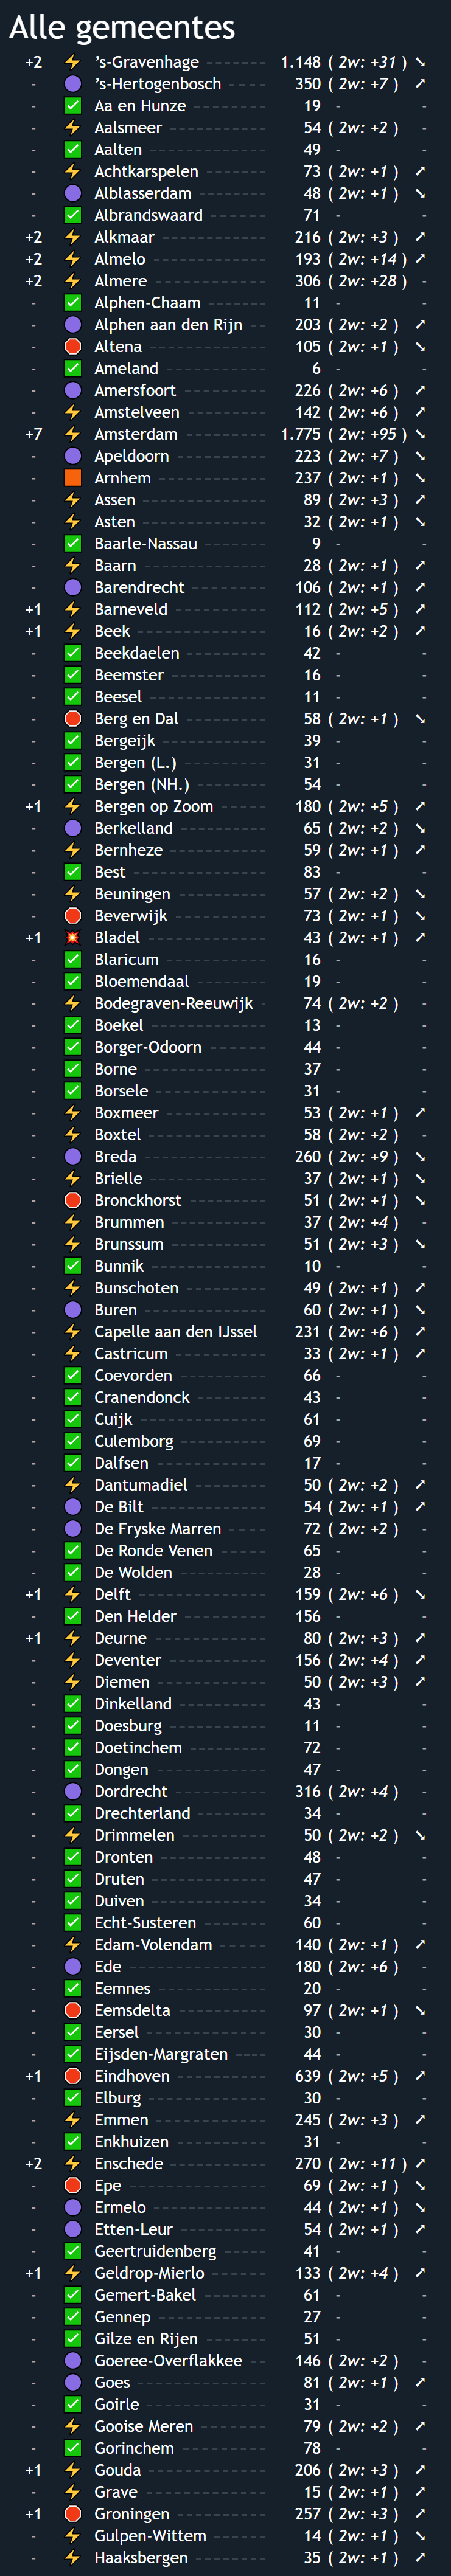 Alle gemeentes
+2 's-Gravenhage 1.148 ( 2w: +31 ) ➘
- 's-Hertogenbosch 350 ( 2w: +7 ) ➚
- Aa en Hunze 19 - -
- Aalsmeer 54 ( 2w: +2 ) -
- Aalten 49 - -
- Achtkarspelen 73 ( 2w: +1 ) ➚
- Alblasserdam 48 ( 2w: +1 ) ➘
- Albrandswaard 71 - -
+2 Alkmaar 216 ( 2w: +3 ) ➚
+2 Almelo 193 ( 2w: +14 ) ➚
+2 Almere 306 ( 2w: +28 ) -
- Alphen-Chaam 11 - -
- Alphen aan den Rijn 203 ( 2w: +2 ) ➚
- Altena 105 ( 2w: +1 ) ➘
- Ameland 6 - -
- Amersfoort 226 ( 2w: +6 ) ➚
- Amstelveen 142 ( 2w: +6 ) ➚
+7 Amsterdam 1.775 ( 2w: +95 ) ➘
- Apeldoorn 223 ( 2w: +7 ) ➘
- Arnhem 237 ( 2w: +1 ) ➘
- Assen 89 ( 2w: +3 ) ➚
- Asten 32 ( 2w: +1 ) ➘
- Baarle-Nassau 9 - -
- Baarn 28 ( 2w: +1 ) ➚
- Barendrecht 106 ( 2w: +1 ) ➚
+1 Barneveld 112 ( 2w: +5 ) ➚
+1 Beek 16 ( 2w: +2 ) ➚
- Beekdaelen 42 - -
- Beemster 16 - -
- Beesel 11 - -
- Berg en Dal 58 ( 2w: +1 ) ➘
- Bergeijk 39 - -
- Bergen (L.) 31 - -
- Bergen (NH.) 54 - -
+1 Bergen op Zoom 180 ( 2w: +5 ) ➚
- Berkelland 65 ( 2w: +2 ) ➘
- Bernheze 59 ( 2w: +1 ) ➚
- Best 83 - -
- Beuningen 57 ( 2w: +2 ) ➘
- Beverwijk 73 ( 2w: +1 ) ➘
+1 Bladel 43 ( 2w: +1 ) ➚
- Blaricum 16 - -
- Bloemendaal 19 - -
- Bodegraven-Reeuwijk 74 ( 2w: +2 ) -
- Boekel 13 - -
- Borger-Odoorn 44 - -
- Borne 37 - -
- Borsele 31 - -
- Boxmeer 53 ( 2w: +1 ) ➚
- Boxtel 58 ( 2w: +2 ) -
- Breda 260 ( 2w: +9 ) ➘
- Brielle 37 ( 2w: +1 ) ➘
- Bronckhorst 51 ( 2w: +1 ) ➘
- Brummen 37 ( 2w: +4 ) -
- Brunssum 51 ( 2w: +3 ) ➘
- Bunnik 10 - -
- Bunschoten 49 ( 2w: +1 ) ➚
- Buren 60 ( 2w: +1 ) ➘
- Capelle aan den IJssel 231 ( 2w: +6 ) ➚
- Castricum 33 ( 2w: +1 ) ➚
- Coevorden 66 - -
- Cranendonck 43 - -
- Cuijk 61 - -
- Culemborg 69 - -
- Dalfsen 17 - -
- Dantumadiel 50 ( 2w: +2 ) ➚
- De Bilt 54 ( 2w: +1 ) ➚
- De Fryske Marren 72 ( 2w: +2 ) -
- De Ronde Venen 65 - -
- De Wolden 28 - -
+1 Delft 159 ( 2w: +6 ) ➘
- Den Helder 156 - -
+1 Deurne 80 ( 2w: +3 ) ➚
- Deventer 156 ( 2w: +4 ) ➚
- Diemen 50 ( 2w: +3 ) ➚
- Dinkelland 43 - -
- Doesburg 11 - -
- Doetinchem 72 - -
- Dongen 47 - -
- Dordrecht 316 ( 2w: +4 ) -
- Drechterland 34 - -
- Drimmelen 50 ( 2w: +2 ) ➘
- Dronten 48 - -
- Druten 47 - -
- Duiven 34 - -
- Echt-Susteren 60 - -
- Edam-Volendam 140 ( 2w: +1 ) ➚
- Ede 180 ( 2w: +6 ) -
- Eemnes 20 - -
- Eemsdelta 97 ( 2w: +1 ) ➘
- Eersel 30 - -
- Eijsden-Margraten 44 - -
+1 Eindhoven 639 ( 2w: +5 ) ➚
- Elburg 30 - -
- Emmen 245 ( 2w: +3 ) ➚
- Enkhuizen 31 - -
+2 Enschede 270 ( 2w: +11 ) ➚
- Epe 69 ( 2w: +1 ) ➘
- Ermelo 44 ( 2w: +1 ) ➘
- Etten-Leur 54 ( 2w: +1 ) ➚
- Geertruidenberg 41 - -
+1 Geldrop-Mierlo 133 ( 2w: +4 ) ➚
- Gemert-Bakel 61 - -
- Gennep 27 - -
- Gilze en Rijen 51 - -
- Goeree-Overflakkee 146 ( 2w: +2 ) -
- Goes 81 ( 2w: +1 ) ➚
- Goirle 31 - -
- Gooise Meren 79 ( 2w: +2 ) ➚
- Gorinchem 78 - -
+1 Gouda 206 ( 2w: +3 ) ➚
- Grave 15 ( 2w: +1 ) ➚
+1 Groningen 257 ( 2w: +3 ) ➚
- Gulpen-Wittem 14 ( 2w: +1 ) ➘
- Haaksbergen 35 ( 2w: +1 ) ➚